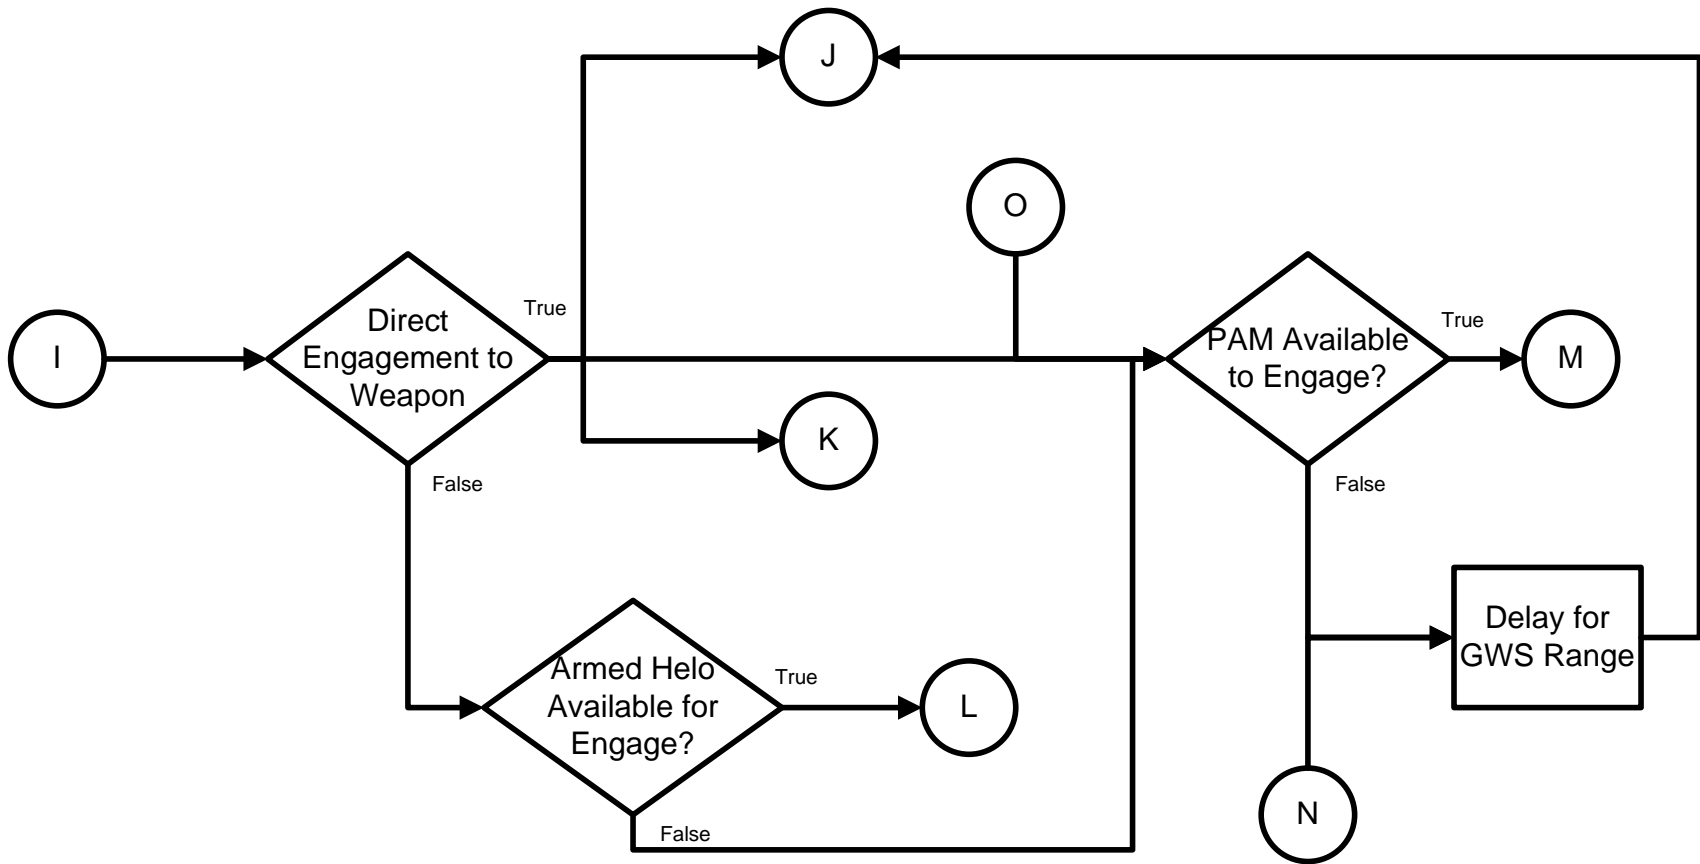 J
O
True
Direct
Engagement to
Weapon
I
PAM Available
to Engage?
True
M
K
False
False
Delay for
GWS Range
Armed Helo
Available for
Engage?
True
L
False
N